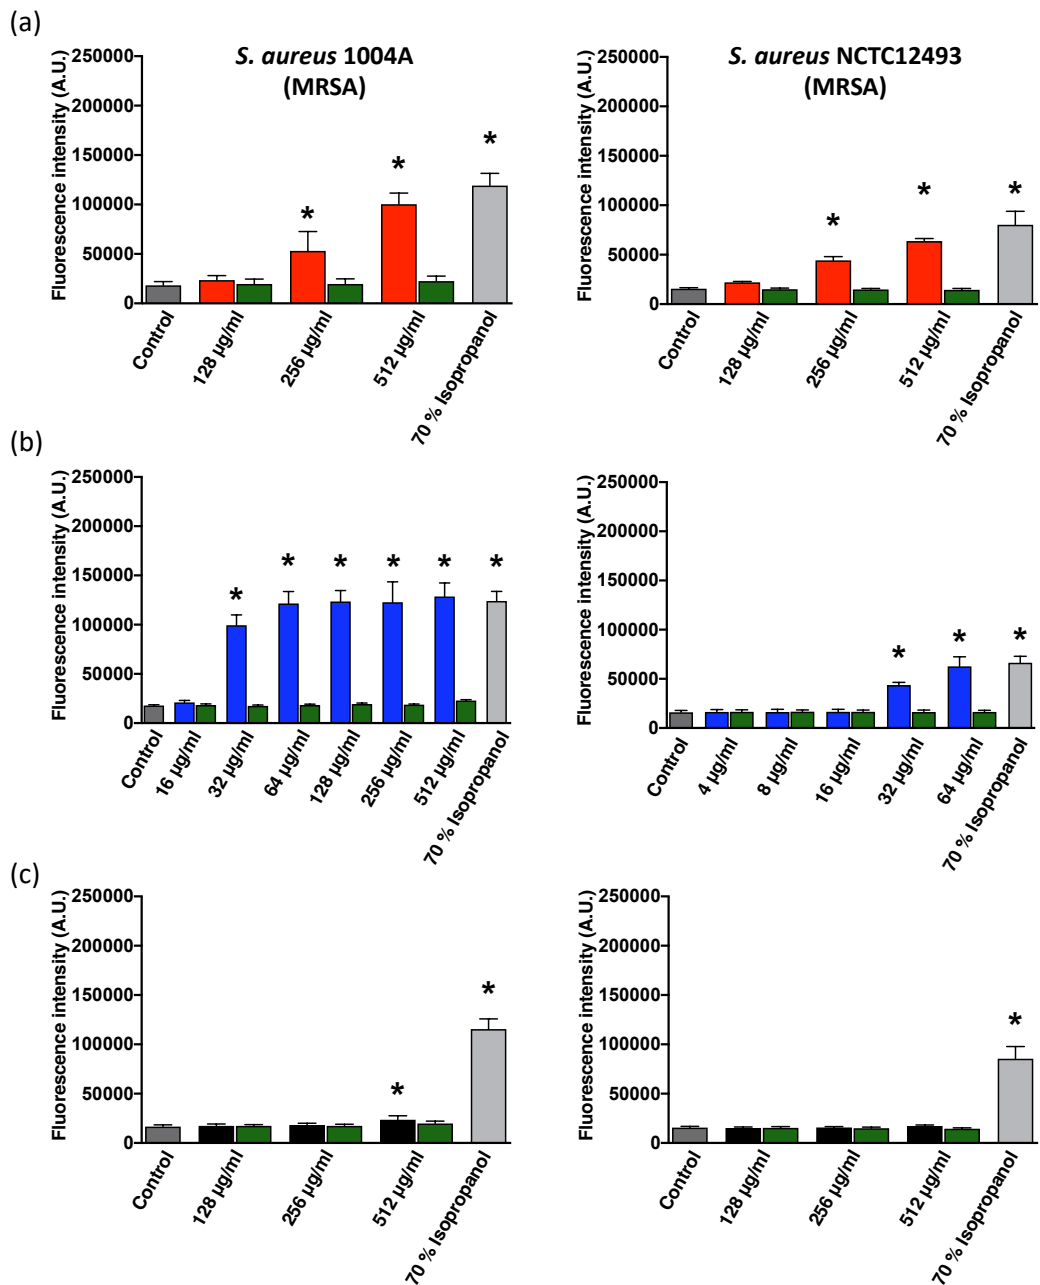 (a)
S. aureus 1004A
(MRSA)
Fluorescence intensity (A.U.)
250000
200000
150000
100000
50000
0
*
*
*
Control
128 µg/ml
256 µg/ml
512 µg/ml
70 % Isopropanol
S. aureus NCTC12493
(MRSA)
Fluorescence intensity (A.U.)
250000
200000
150000
100000
50000
0
*
*
*
Control
128 µg/ml
256 µg/ml
512 µg/ml
70 % Isopropanol
(b)
Fluorescence intensity (A.U.)
250000
200000
150000
100000
50000
0
*
*
*
*
*
*
Control
16 µg/ml
32 µg/ml
64 µg/ml
128 µg/ml
256 µg/ml
512 µg/ml
70 % Isopropanol
Fluorescence intensity (A.U.)
250000
200000
150000
100000
50000
0
*
*
*
Control
4 µg/ml
8 µg/ml
16 µg/ml
32 µg/ml
64 µg/ml
70 % Isopropanol
(c)
Fluorescence intensity (A.U.)
250000
200000
150000
100000
50000
0
*
*
Control
128 µg/ml
256 µg/ml
512 µg/ml
70 % Isopropanol
Fluorescence intensity (A.U.)
250000
200000
150000
100000
50000
0
*
Control
128 µg/ml
256 µg/ml
512 µg/ml
70 % Isopropanol